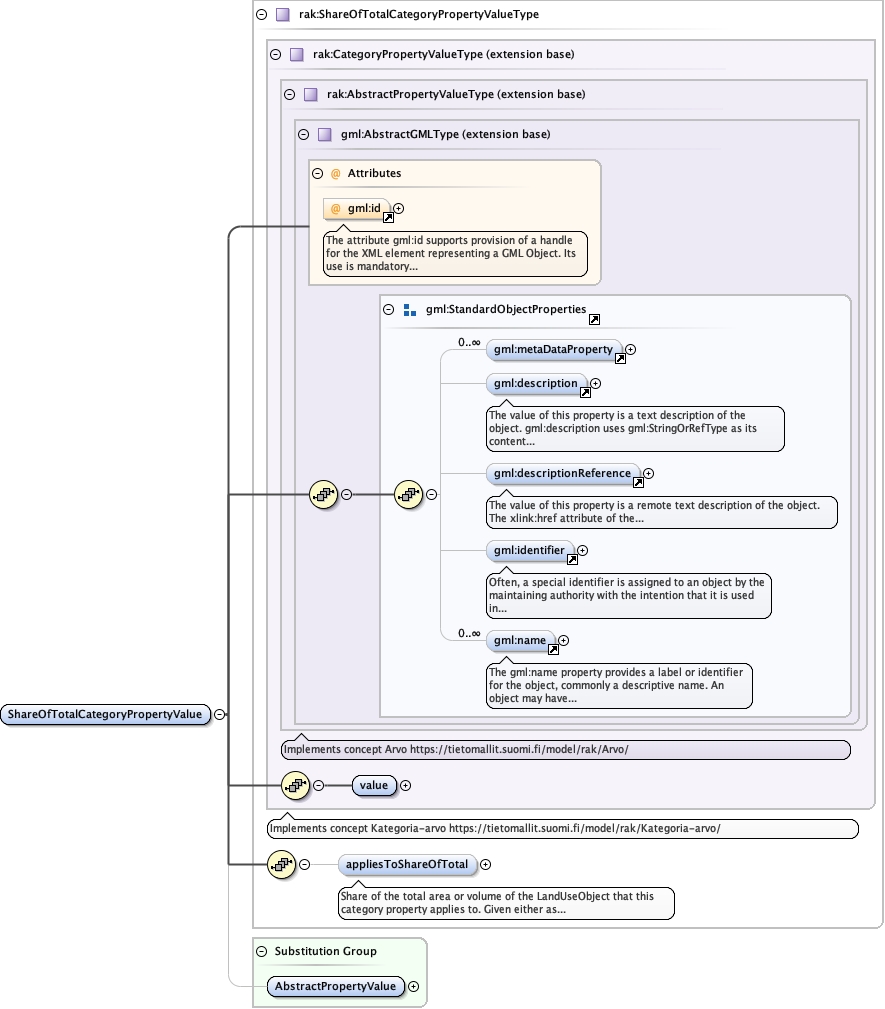 rak:ShareOfTotalCategoryPropertyValueType
rak:CategoryPropertyValueType (extension base)
rak:AbstractPropertyValueType (extension base)
gml:AbstractGMLType (extension base)
@ Attributes
@ gml:id
The attribute gml:id supports provision of a handle
for the XML element representing a GML Object. Its
use is mandatory...
gml:StandardObjectProperties
0..∞
gml:metaDataProperty
gml:description
The value of this property is a text description of the
object. gml:description uses gml:StringOrRefType as its
content...
gml:descriptionReference
The value of this property is a remote text description of the object.
The xlink:href attribute of the...
gml:identifier
Often, a special identifier is assigned to an object by the
maintaining authority with the intention that it is used
in...
0..∞
gml:name
The gml:name property provides a label or identifier
for the object, commonly a descriptive name. An
object may have...
ShareOfTotalCategoryPropertyValue
Implements concept Arvo https://tietomallit.suomi.fi/model/rak/Arvo/
value
Implements concept Kategoria-arvo https://tietomallit.suomi.fi/model/rak/Kategoria-arvo/
appliesToShareOfTotal
Share of the total area or volume of the LandUseObject that this
category property applies to. Given either as...
Substitution Group
AbstractPropertyValue